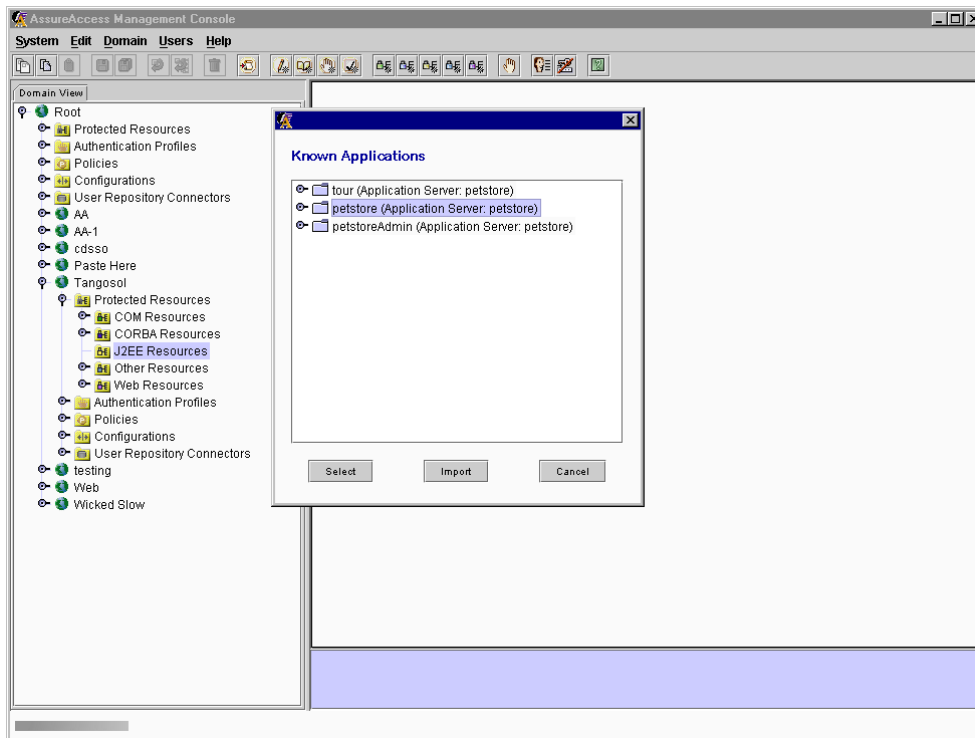 AssureAccess Management Console
System Edit Domain Users Help
Domain View
Root
Protected Resources
Authentication Profiles
Policies
Configurations
User Repository Connectors
AA
AA-1
cdsso
Paste Here
Tangosol
Protected Resources
COM Resources
CORBA Resources
J2EE Resources
Other Resources
Web Resources
Authentication Profiles
Policies
Configurations
User Repository Connectors
testing
Web
Wicked Slow
Known Applications
tour (Application Server: petstore)
petstore (Application Server: petstore)
petstoreAdmin (Application Server: petstore)
Select Import Cancel